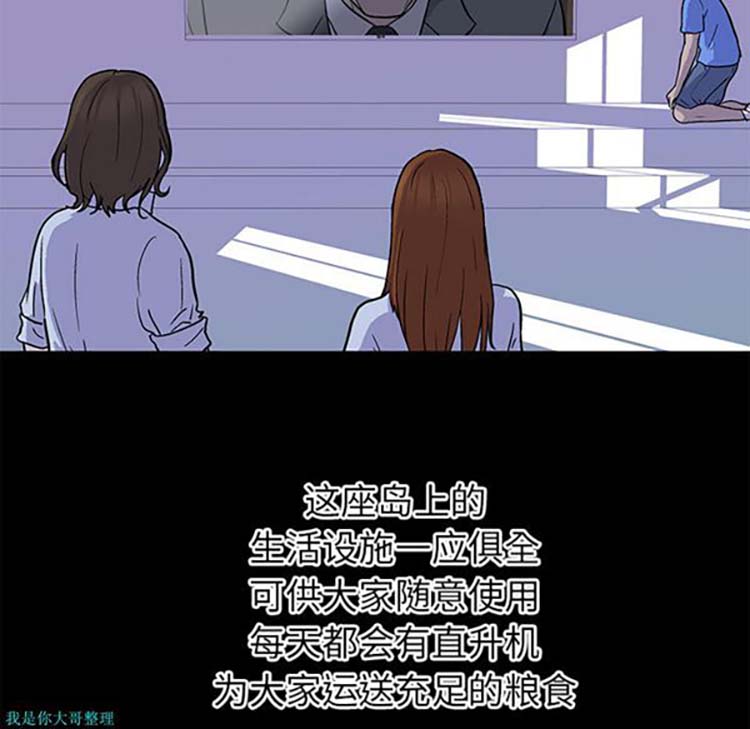 这座岛上的
生活设施一应俱全
可供大家随意使用
每天都会有直升机
为大家运送充足的粮食
我是你大哥整理